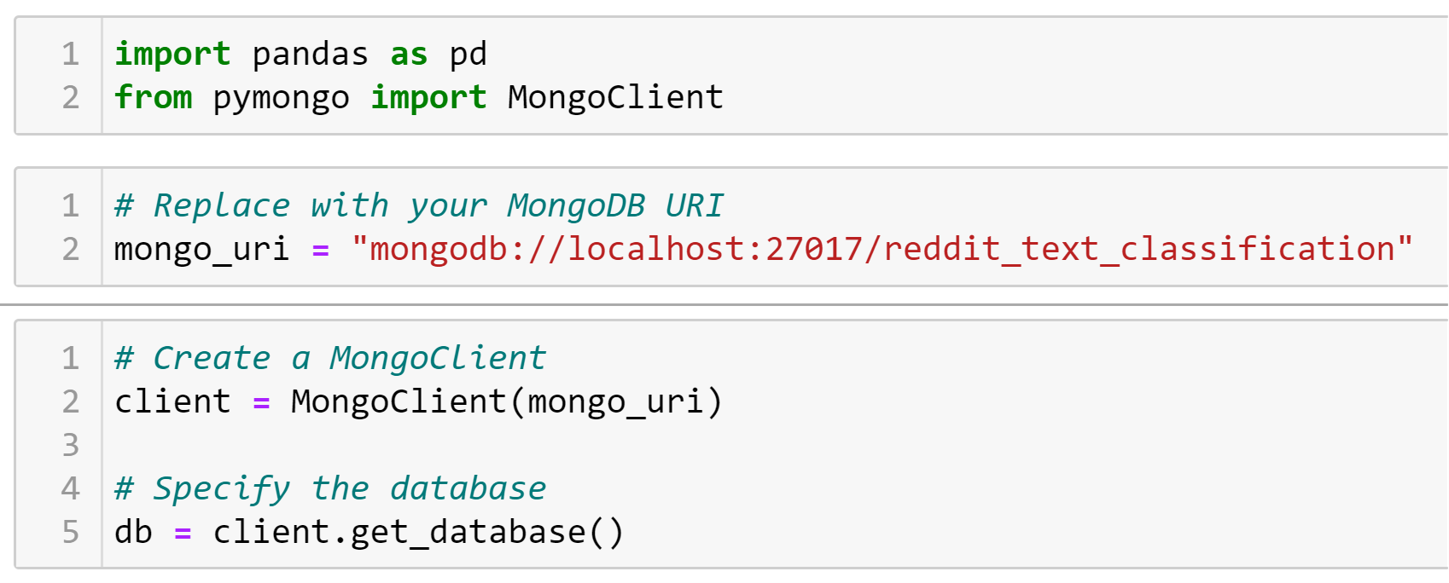 1 import pandas as pd
2 from pymongo import MongoClient
1 # Replace with your MongoDB URI
2 mongo_uri = "mongodb://localhost:27017/reddit_text_classification"
1 # Create a MongoClient
2 client = MongoClient(mongo_uri)
3
4 # Specify the database
5 db = client.get_database()